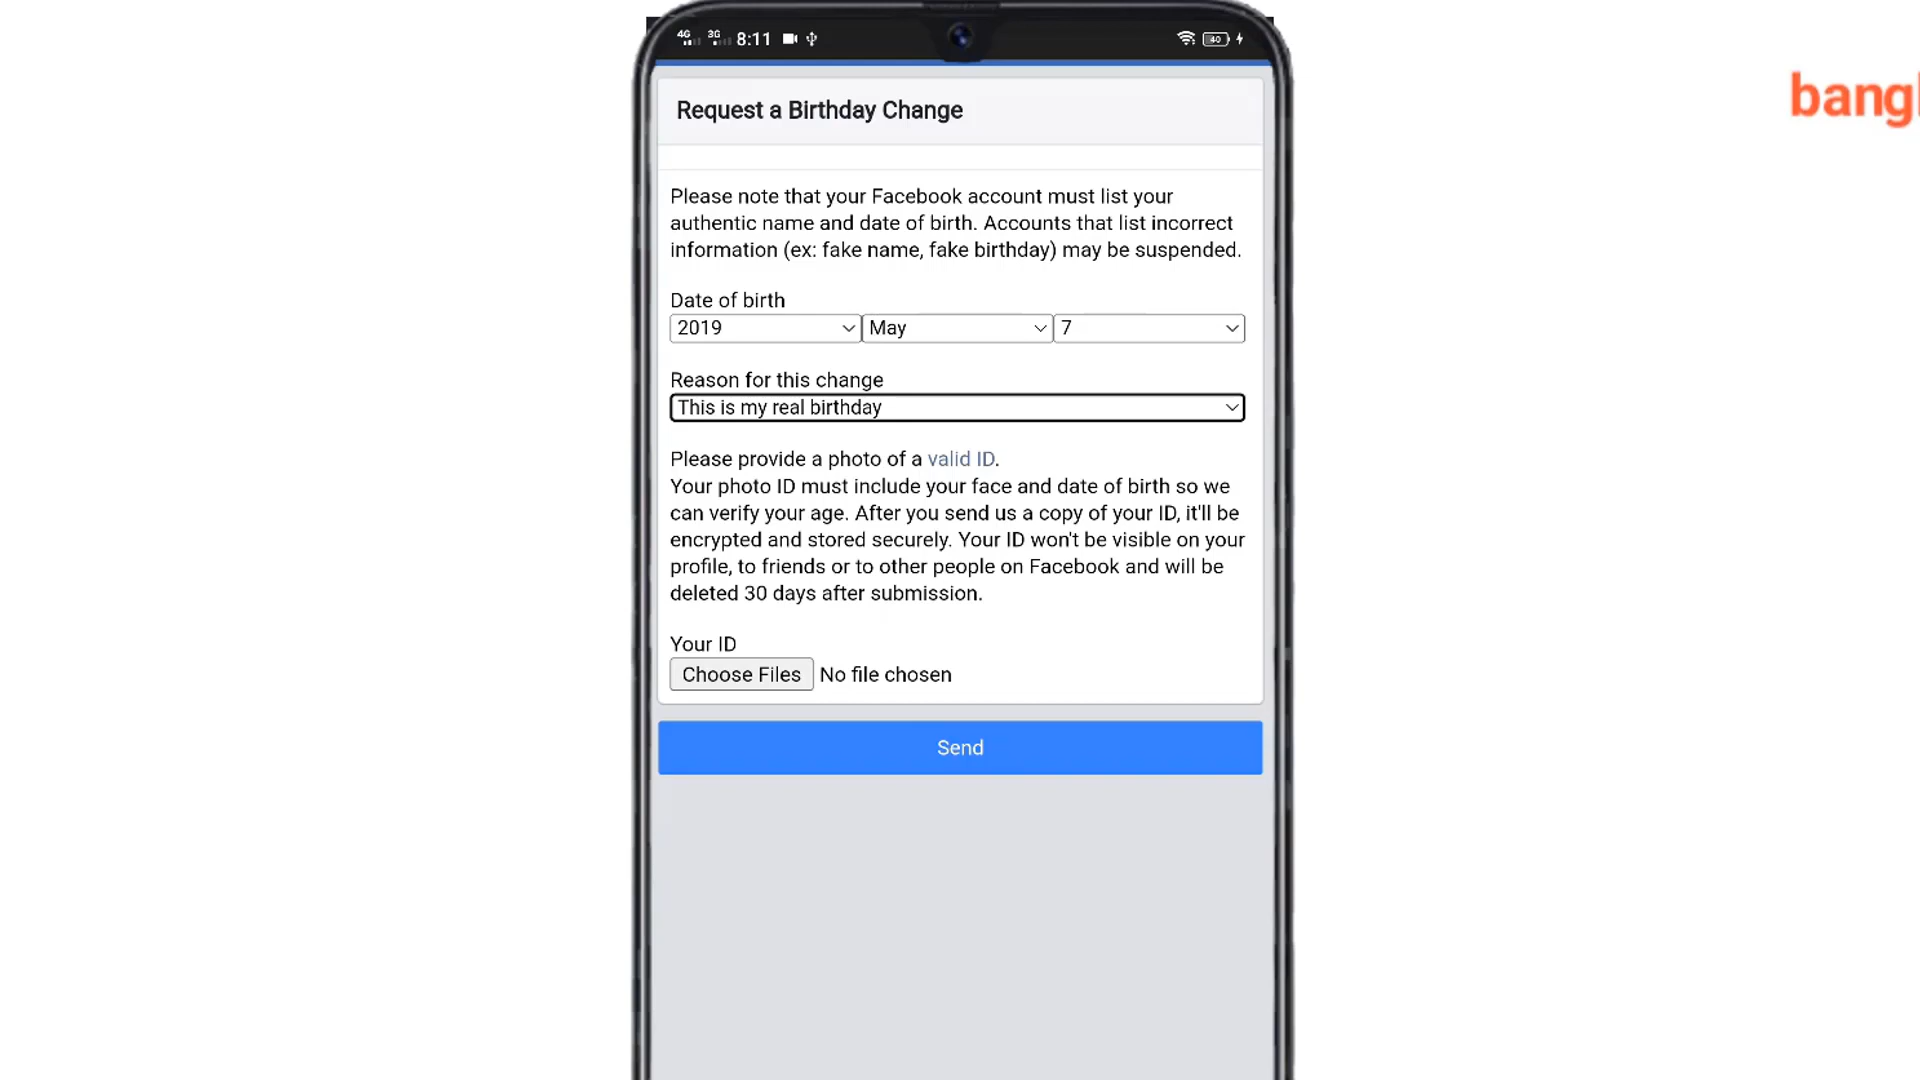 4G 3G 8:11 40
bangl
Request a Birthday Change
Please note that your Facebook account must list your
authentic name and date of birth. Accounts that list incorrect
information (ex: fake name, fake birthday) may be suspended.
Date of birth
2019 May 7
Reason for this change
This is my real birthday
Please provide a photo of a valid ID.
Your photo ID must include your face and date of birth so we
can verify your age. After you send us a copy of your ID, it'll be
encrypted and stored securely. Your ID won't be visible on your
profile, to friends or to other people on Facebook and will be
deleted 30 days after submission.
Your ID
Choose Files No file chosen
Send